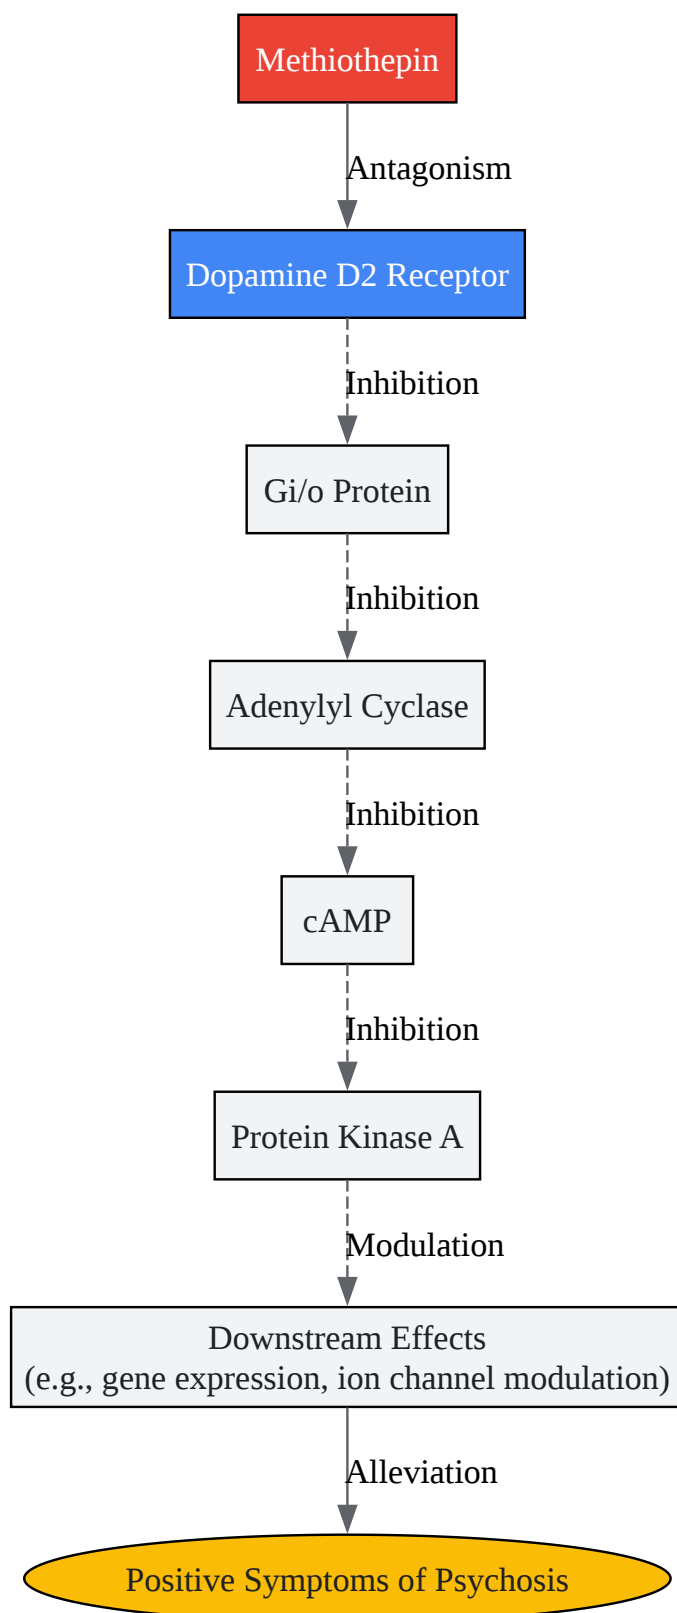 Methiothepin
Antagonism
Dopamine D2 Receptor
Inhibition
Gi/o Protein
Inhibition
Adenylyl Cyclase
Inhibition
cAMP
Inhibition
Protein Kinase A
Modulation
Downstream Effects
(e.g., gene expression, ion channel modulation)
Alleviation
Positive Symptoms of Psychosis